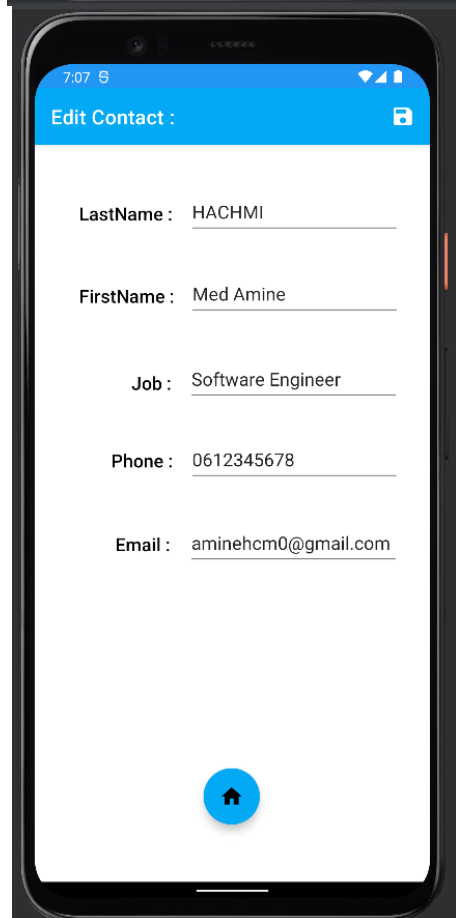 7:07
Edit Contact :
LastName : HACHMI
FirstName : Med Amine
Job : Software Engineer
Phone : 0612345678
Email : aminehcm0@gmail.com